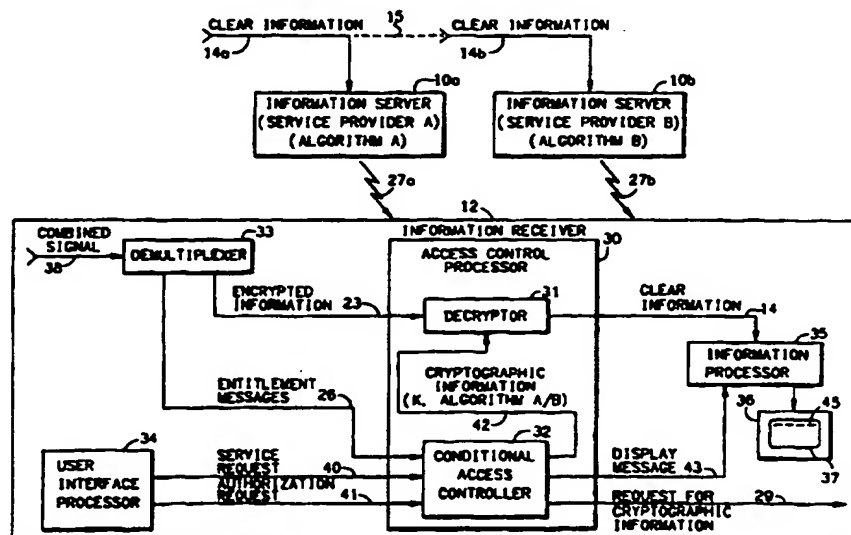 CLEAR INFORMATION
15
CLEAR INFORMATION
14a
14b
10a
10b
INFORMATION SERVER
(SERVICE PROVIDER A)
(ALGORITHM A)
INFORMATION SERVER
(SERVICE PROVIDER B)
(ALGORITHM B)
27a
27b
12
INFORMATION RECEIVER
COMBINED
SIGNAL
38
33
DEMULTIPLEXER
30
ACCESS CONTROL
PROCESSOR
ENCRYPTED
INFORMATION
23
31
DECRYPTOR
CLEAR
INFORMATION
14
35
INFORMATION
PROCESSOR
CRYPTOGRAPHIC
INFORMATION
(K, ALGORITHM A/B)
42
ENTITLEMENT
MESSAGES
26
36
45
37
34
USER
INTERFACE
PROCESSOR
SERVICE
REQUEST
40
AUTHORIZATION
REQUEST
41
32
CONDITIONAL
ACCESS
CONTROLLER
DISPLAY
MESSAGE
43
REQUEST FOR
CRYPTOGRAPHIC
INFORMATION
29